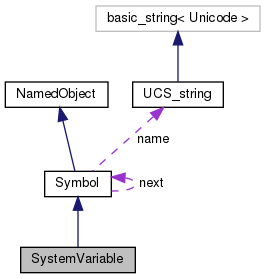 basic_string< Unicode >
NamedObject
UCS_string
name
Symbol
next
SystemVariable